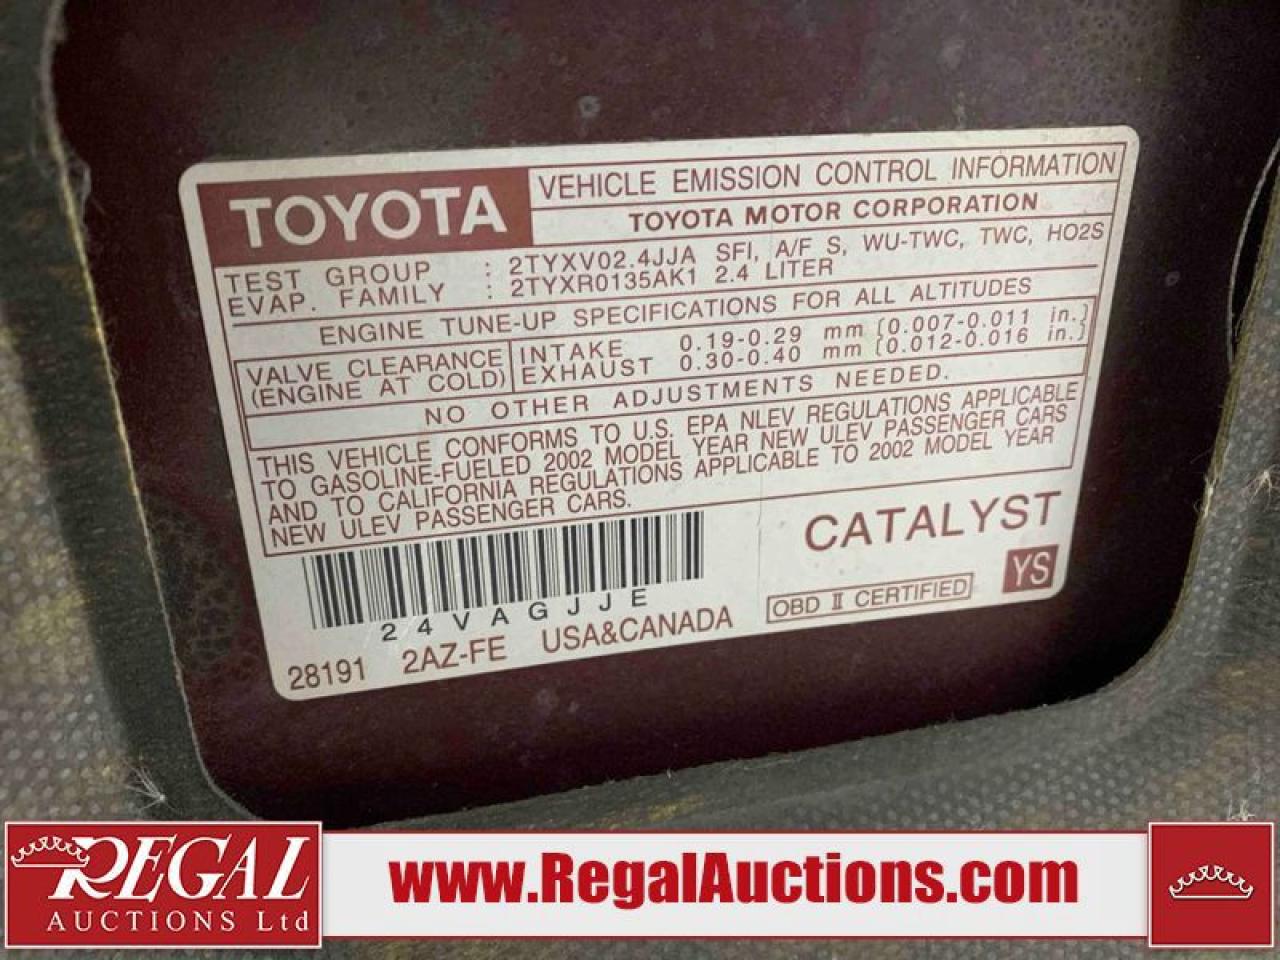 TOYOTA
VEHICLE EMISSION CONTROL INFORMATION
TOYOTA MOTOR CORPORATION
TEST GROUP : 2TYXV02.4JJA SFI, A/F S, WU-TWC, TWC, HO2S
EVAP. FAMILY : 2TYXR0135AK1 2.4 LITER
ENGINE TUNE-UP SPECIFICATIONS FOR ALL ALTITUDES
VALVE CLEARANCE INTAKE 0.19-0.29 mm (0.007-0.011 in.)
(ENGINE AT COLD) EXHAUST 0.30-0.40 mm (0.012-0.016 in.)
NO OTHER ADJUSTMENTS NEEDED.
THIS VEHICLE CONFORMS TO U.S. EPA NLEV REGULATIONS APPLICABLE
TO GASOLINE-FUELED 2002 MODEL YEAR NEW ULEV PASSENGER CARS
AND TO CALIFORNIA REGULATIONS APPLICABLE TO 2002 MODEL YEAR
NEW ULEV PASSENGER CARS.
CATALYST
24VAGJJE
OBD II CERTIFIED
YS
28191 2AZ-FE USA&CANADA
REGAL
AUCTIONS Ltd
www.RegalAuctions.com